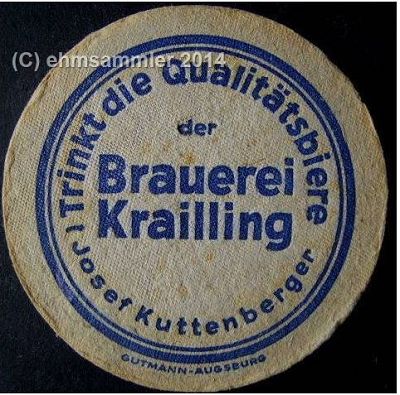 (C) ehmsammler 2014
Trinkt die Qualitätsbiere
der
Brauerei
Krailling
Josef Kuttenberger
GUTMANN-AUGSBURG